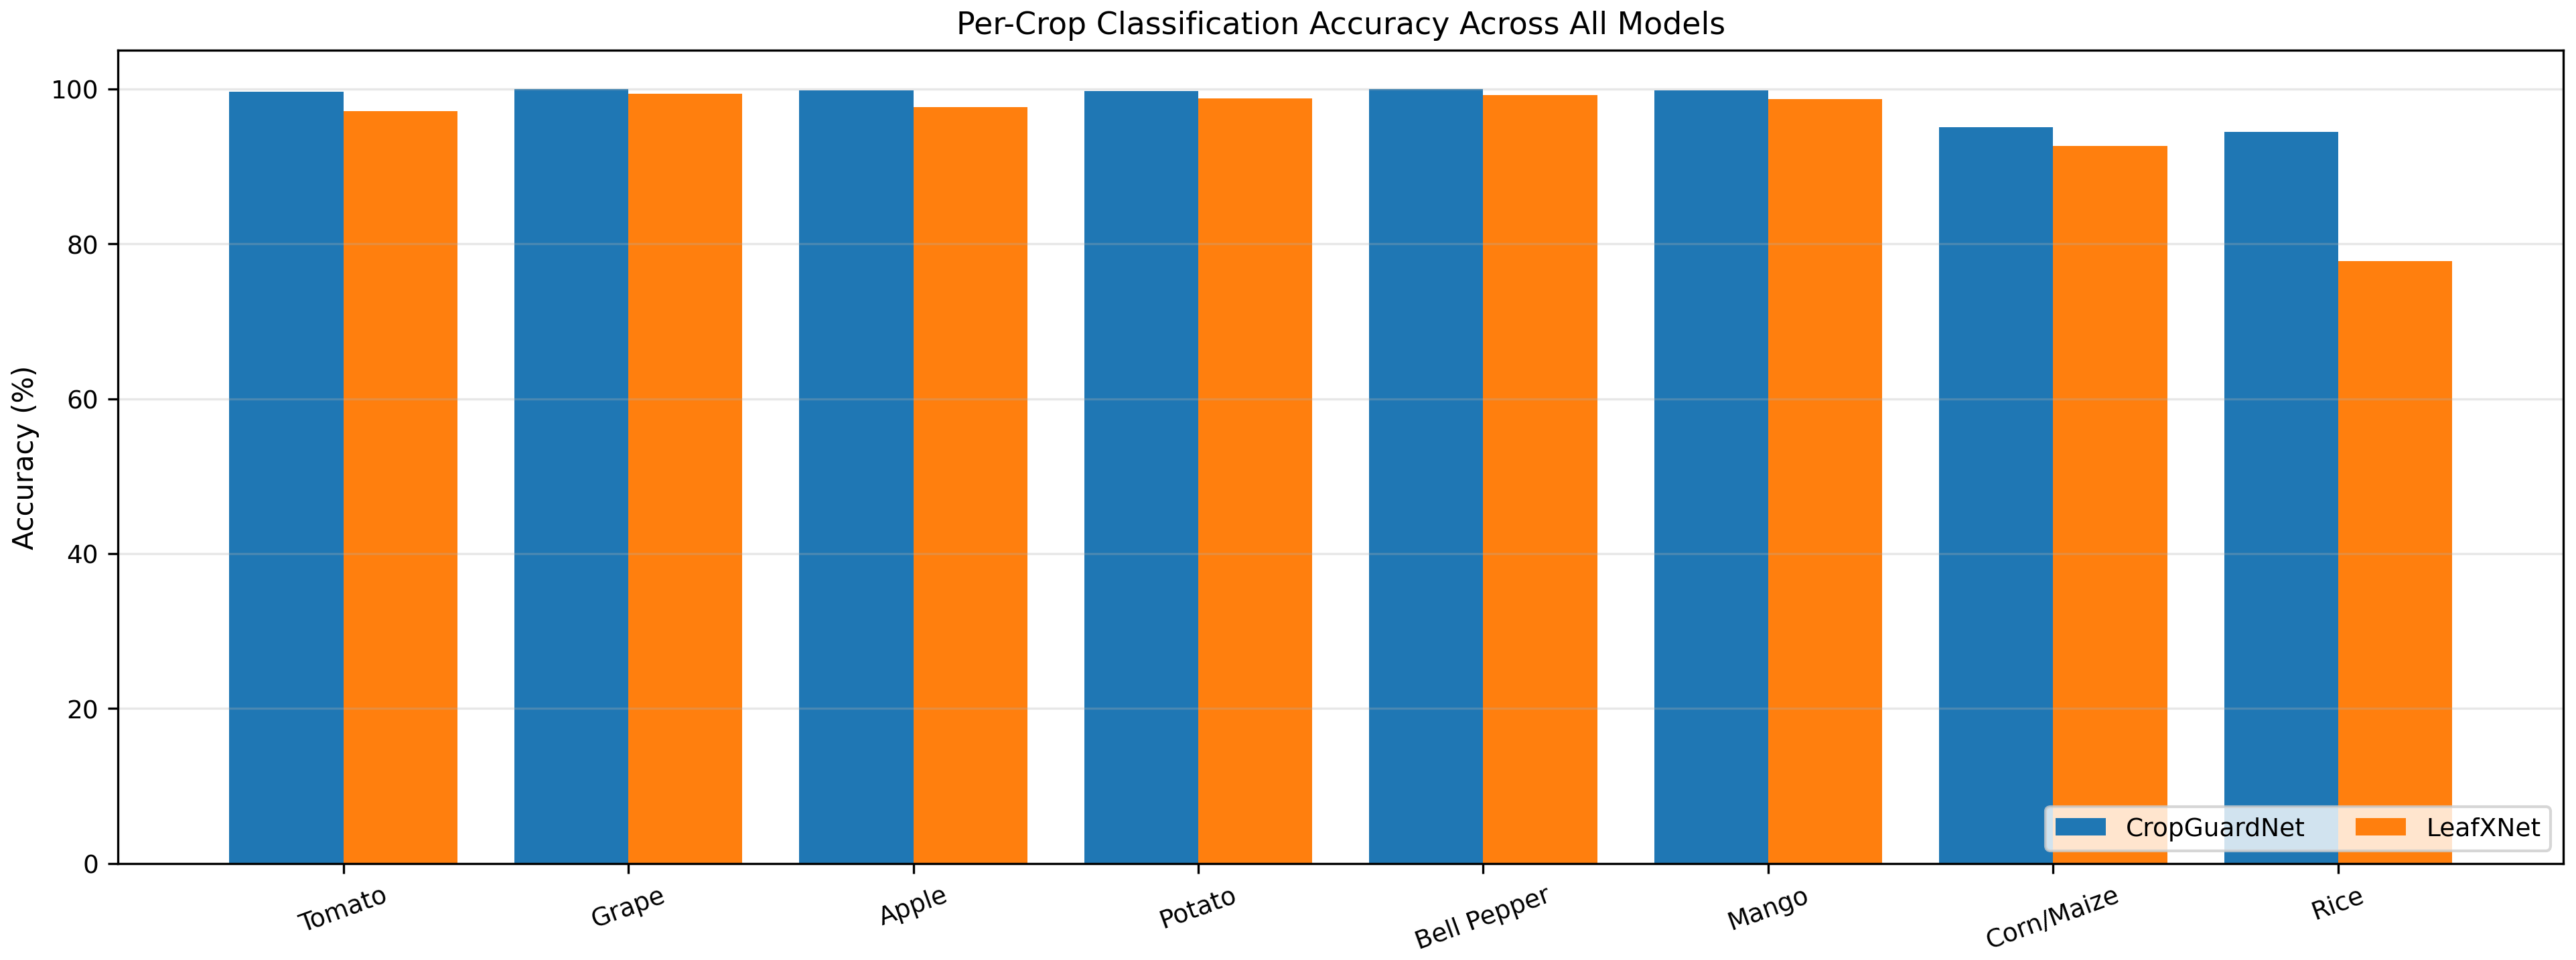 Per-Crop Classification Accuracy Across All Models
Accuracy (%)
100
80
60
40
20
0
Tomato
Grape
Apple
Potato
Bell Pepper
Mango
Corn/Maize
Rice
CropGuardNet
LeafXNet